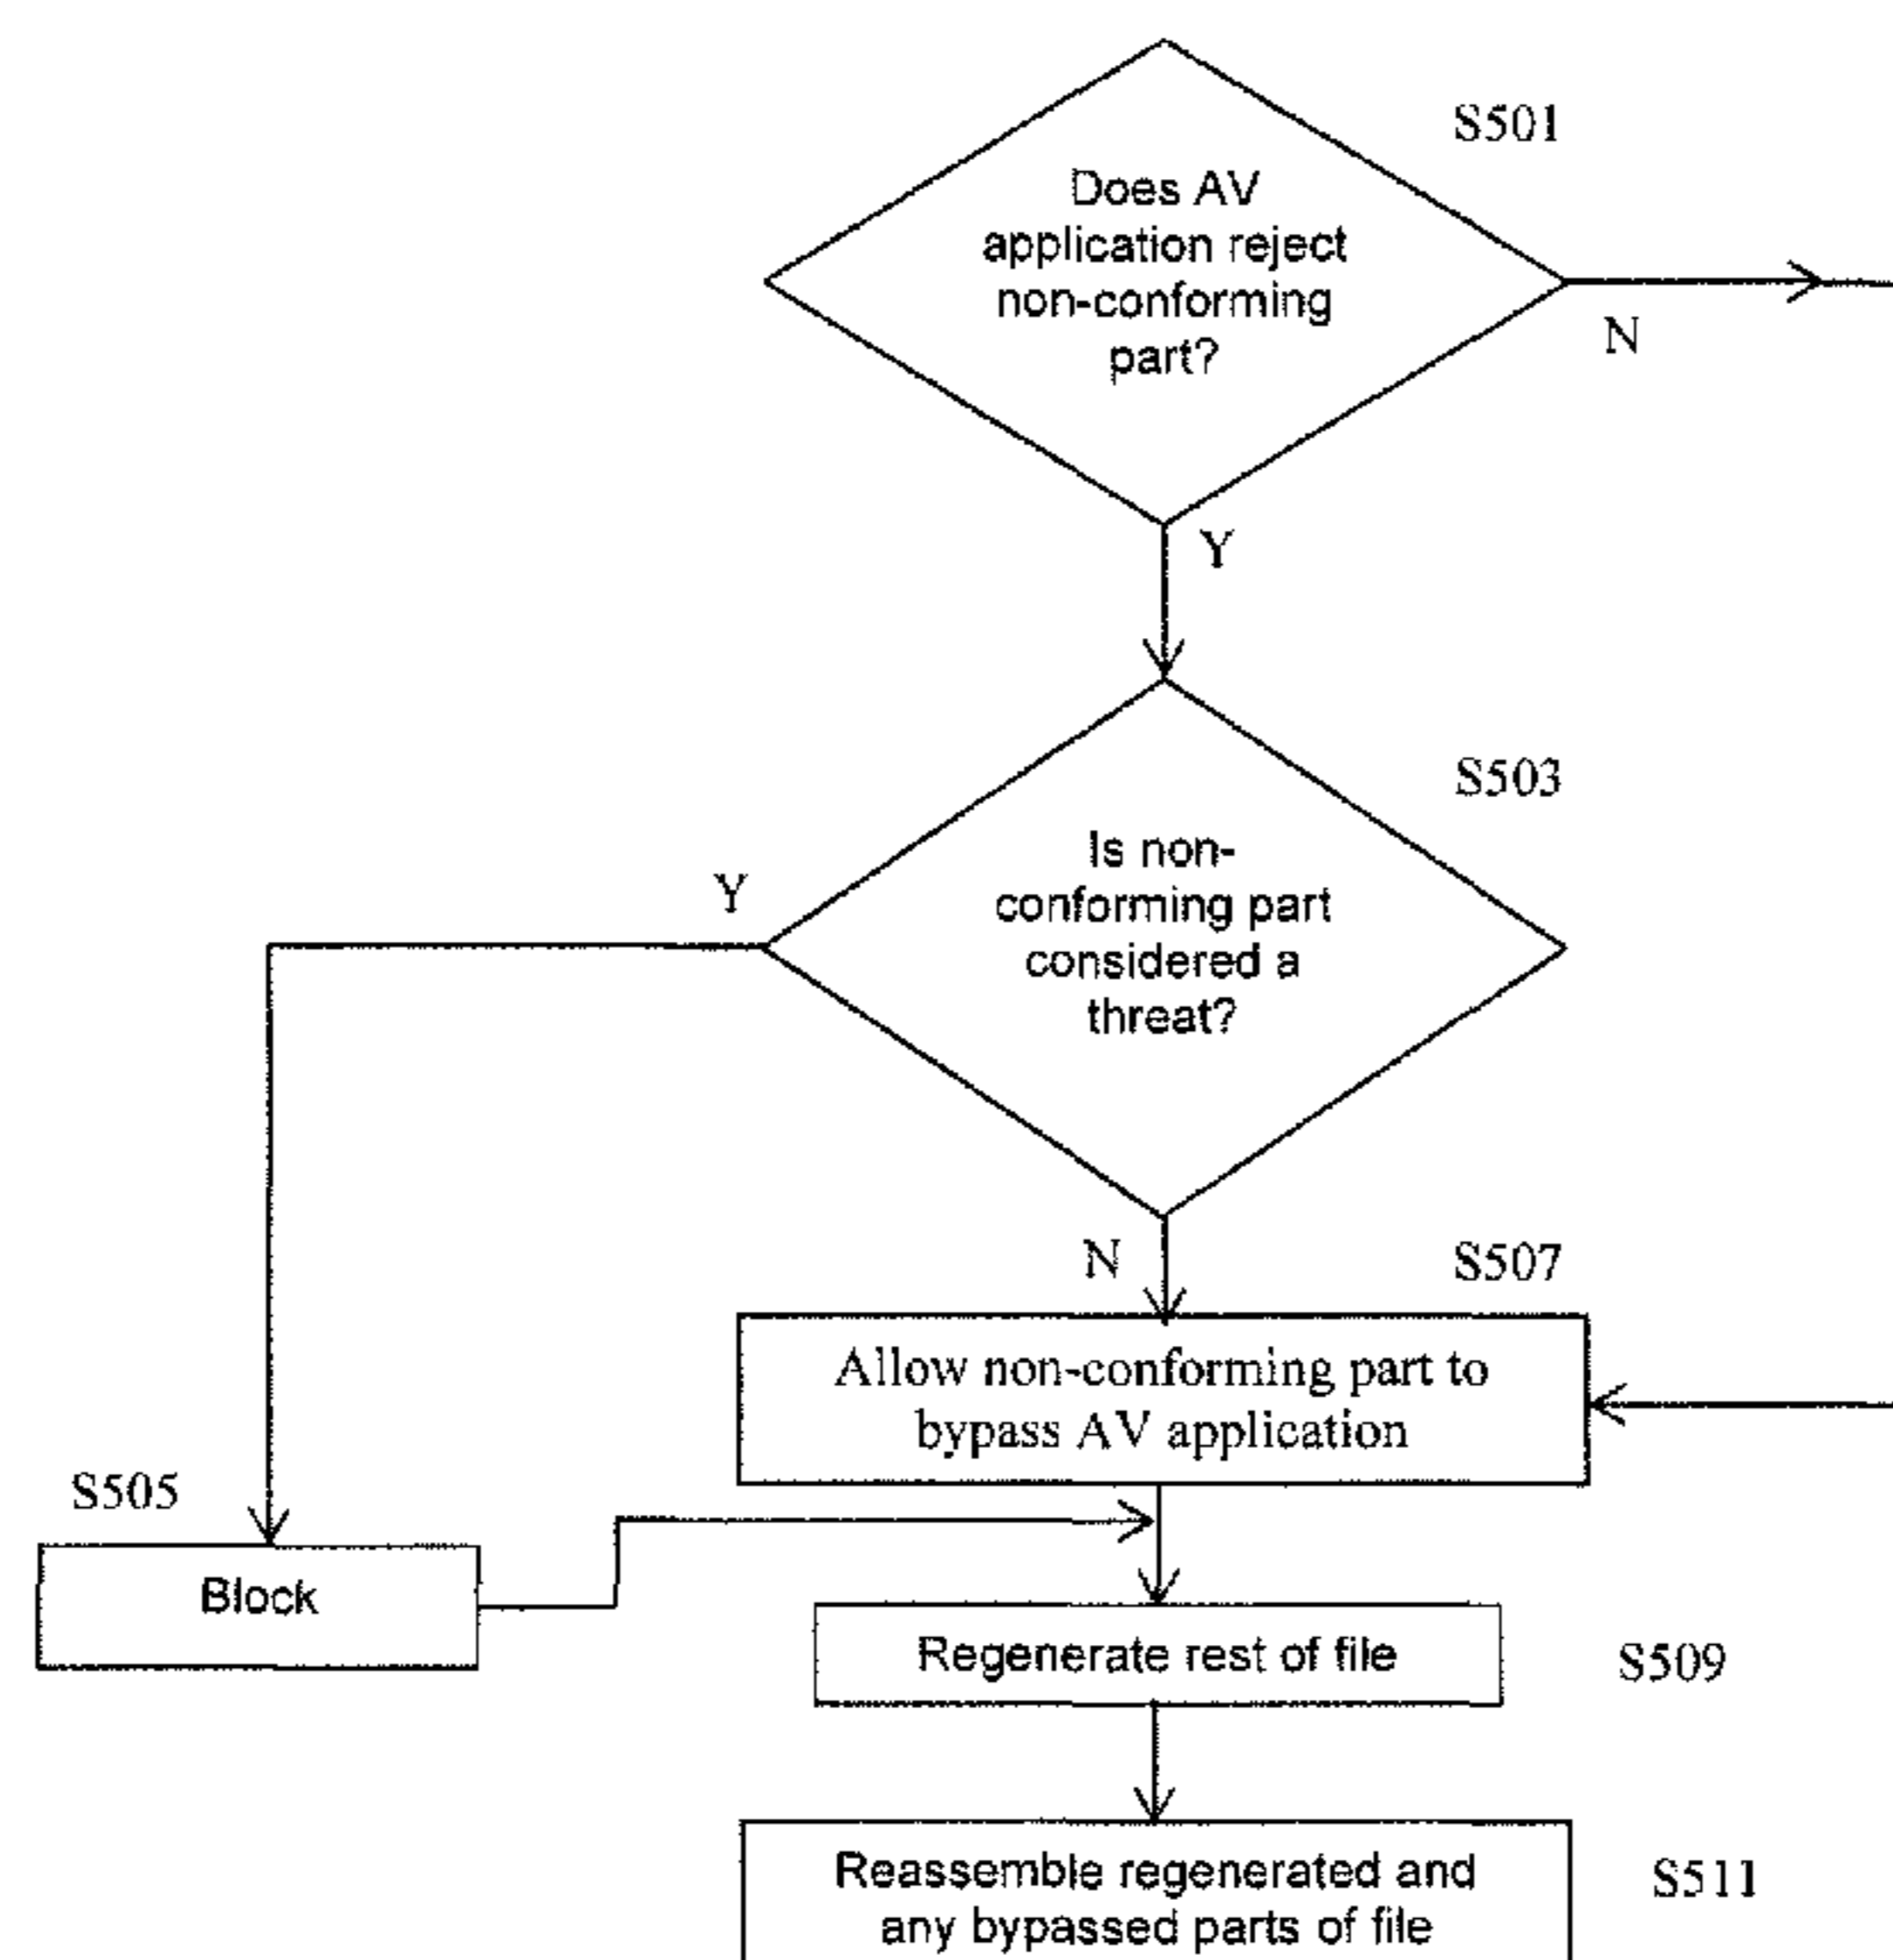 S501
Does AV
application reject
non-conforming
part?
N
Y
S503
Is non-
conforming part
considered a
threat?
Y
N
S507
Allow non-conforming part to
bypass AV application
S505
Block
Regenerate rest of file
S509
Reassemble regenerated and
any bypassed parts of file
S511